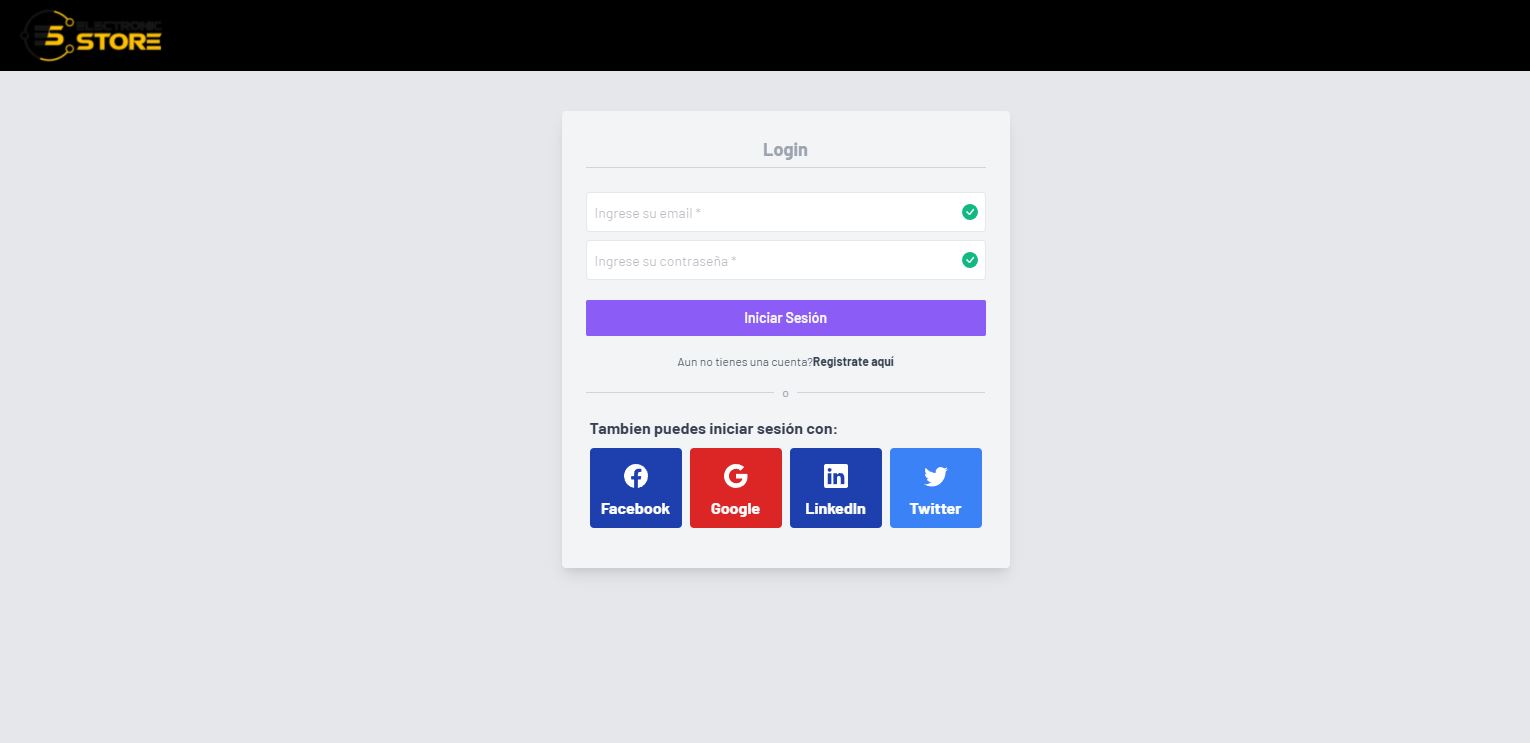 ELECTRONIC
5 STORE
Login
Ingrese su email *
Ingrese su contraseña *
Iniciar Sesión
Aun no tienes una cuenta?Registrate aquí
o
Tambien puedes iniciar sesión con:
Facebook Google LinkedIn Twitter